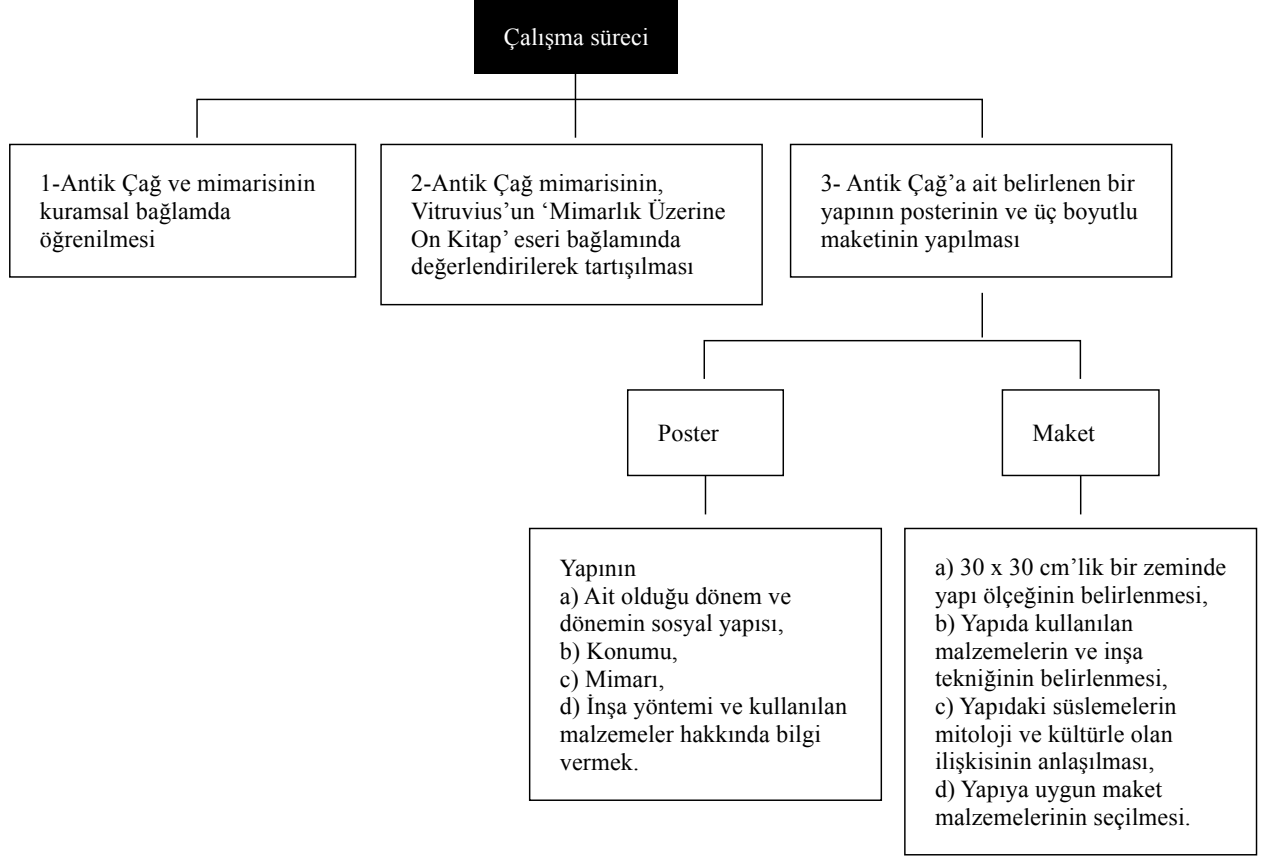 Çalışma süreci
1-Antik Çağ ve mimarisinin
kuramsal bağlamda
öğrenilmesi
2-Antik Çağ mimarisinin,
Vitruvius’un ‘Mimarlık Üzerine
On Kitap’ eseri bağlamında
değerlendirilerek tartışılması
3- Antik Çağ’a ait belirlenen bir
yapının posterinin ve üç boyutlu
maketinin yapılması
Poster
Maket
Yapının
a) Ait olduğu dönem ve
dönemin sosyal yapısı,
b) Konumu,
c) Mimarı,
d) İnşa yöntemi ve kullanılan
malzemeler hakkında bilgi
vermek.
a) 30 x 30 cm’lik bir zeminde
yapı ölçeğinin belirlenmesi,
b) Yapıda kullanılan
malzemelerin ve inşa
tekniğinin belirlenmesi,
c) Yapıdaki süslemelerin
mitoloji ve kültürle olan
ilişkisinin anlaşılması,
d) Yapıya uygun maket
malzemelerinin seçilmesi.